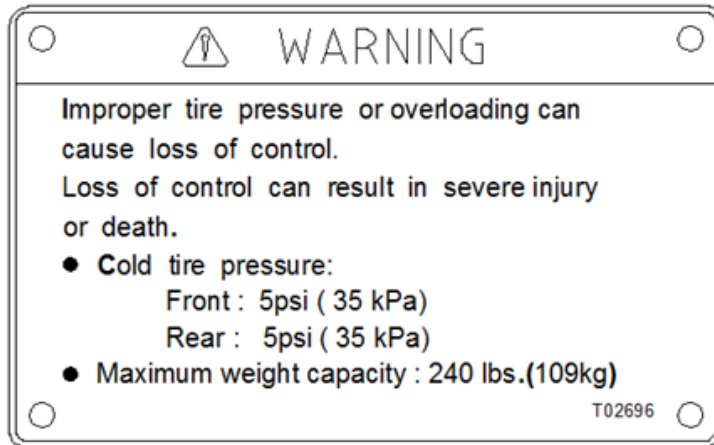 WARNING
Improper tire pressure or overloading can
cause loss of control.
Loss of control can result in severe injury
or death.
● Cold tire pressure:
Front : 5psi ( 35 kPa)
Rear : 5psi ( 35 kPa)
● Maximum weight capacity : 240 lbs.(109kg)
T02696